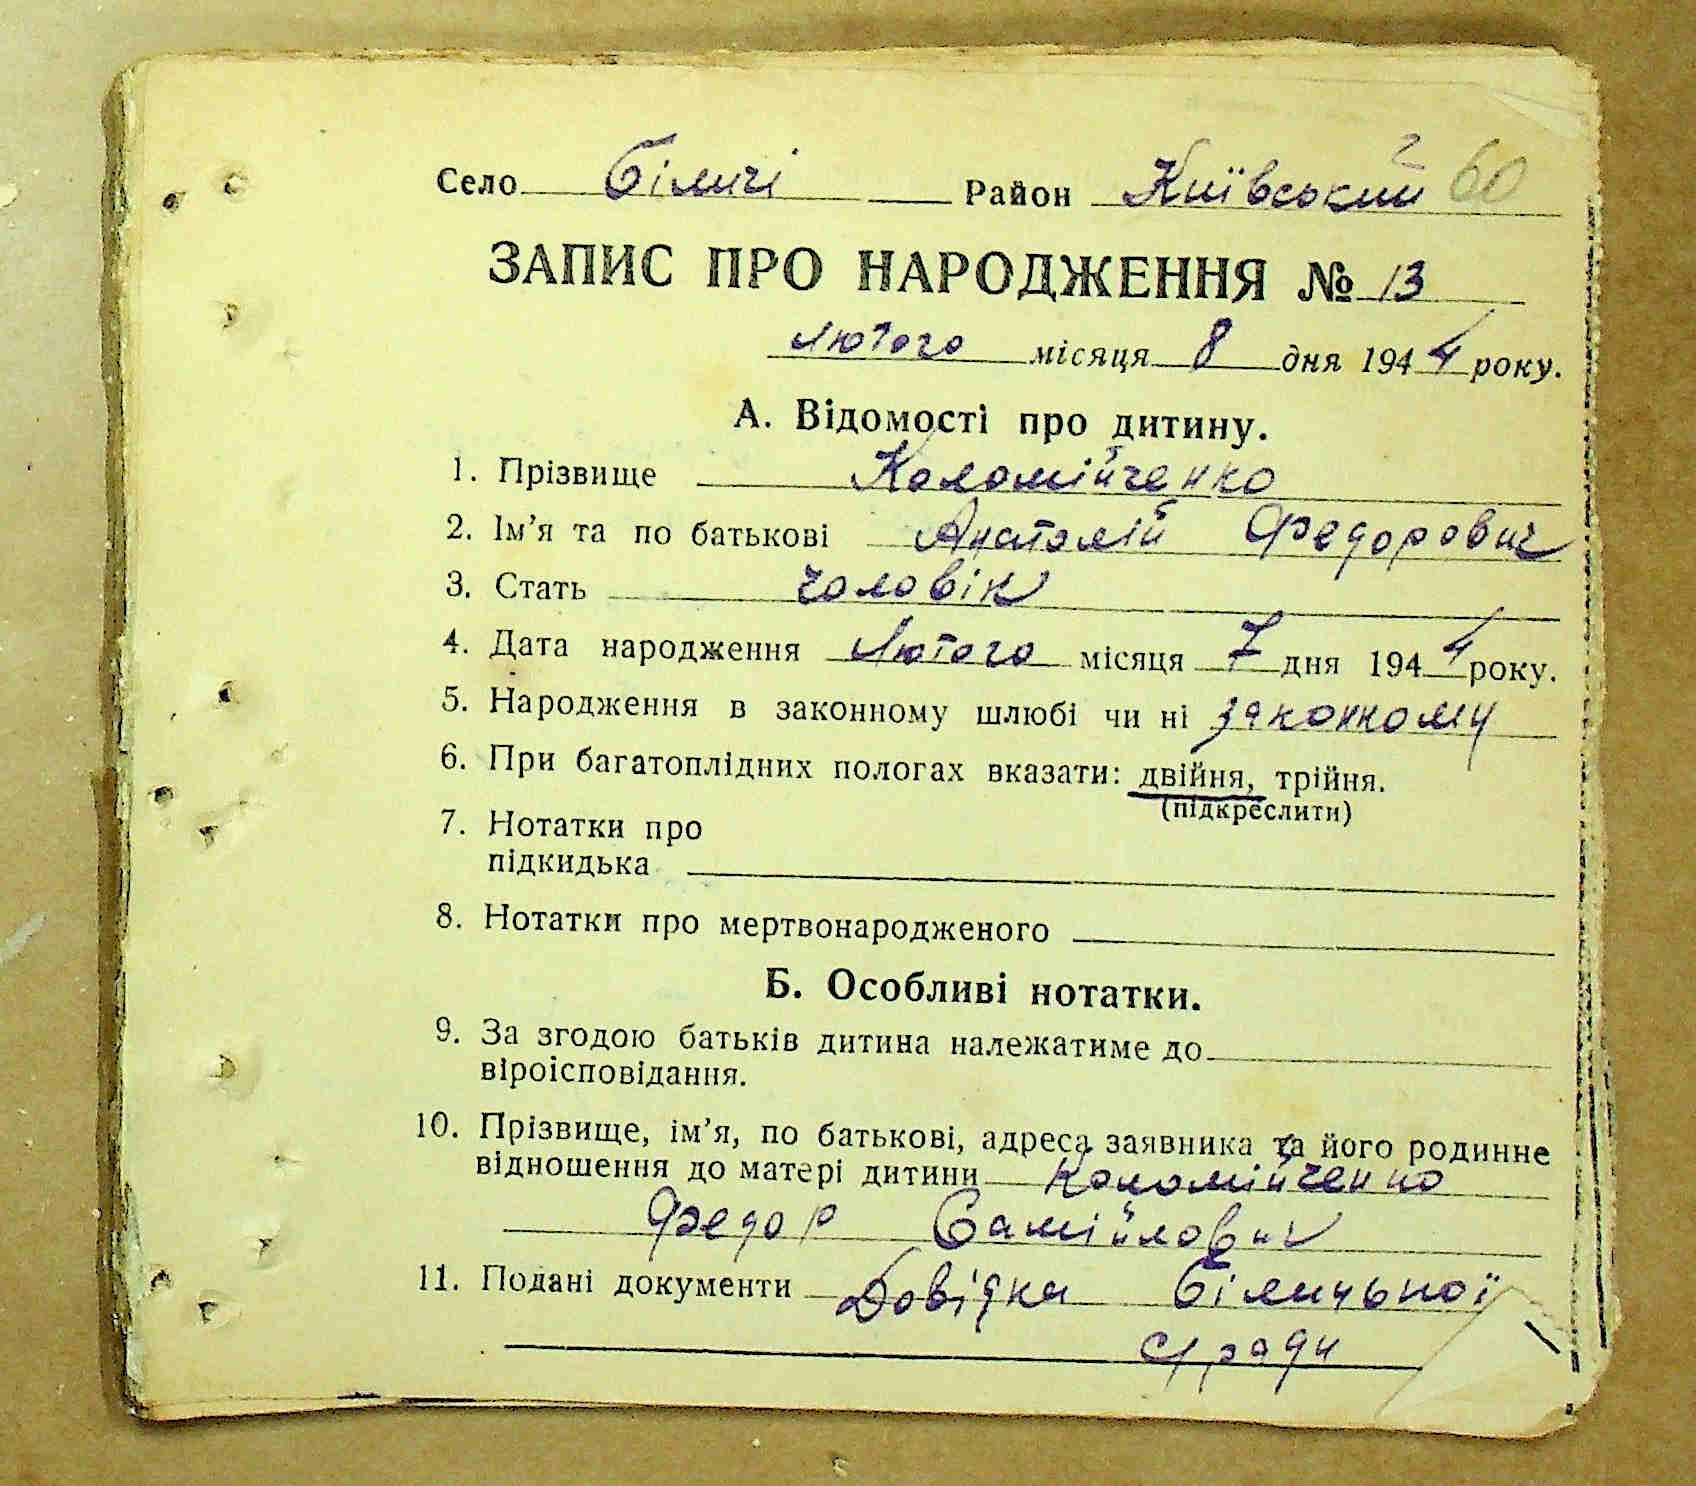 Село Біличі Район Київський 60
ЗАПИС ПРО НАРОДЖЕННЯ № 13
лютого місяця 8 дня 1944 року.
А. Відомості про дитину.
1. Прізвище Коломійченко
2. Ім’я та по батькові Анатолій Федорович
3. Стать чоловік
4. Дата народження лютого місяця 7 дня 1944 року.
5. Народження в законному шлюбі чи ні законному
6. При багатоплідних пологах вказати: двійня, трійня.
(підкреслити)
7. Нотатки про
підкидька
8. Нотатки про мертвонародженого
Б. Особливі нотатки.
9. За згодою батьків дитина належатиме до
віроісповідання.
10. Прізвище, ім’я, по батькові, адреса заявника та його родинне
відношення до матері дитини Коломійченко
Федор Самійлович
11. Подані документи Довідка Біличької
с/ради